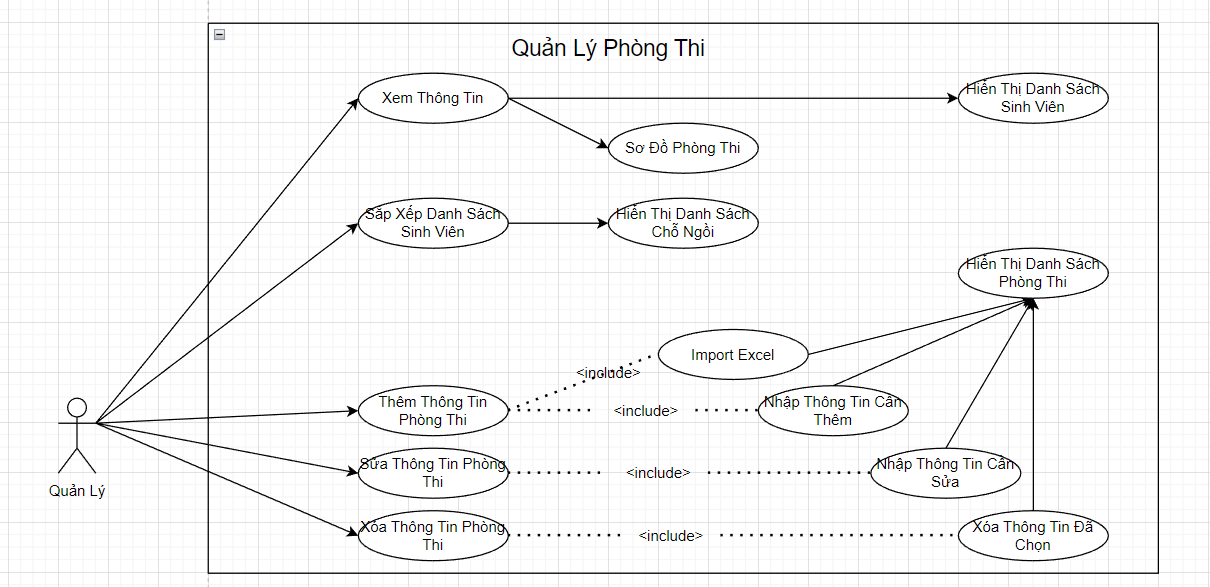 Quản Lý Phòng Thi
Xem Thông Tin
Hiển Thị Danh Sách
Sinh Viên
Sơ Đồ Phòng Thi
Sắp Xếp Danh Sách
Sinh Viên
Hiển Thị Danh Sách
Chỗ Ngồi
Hiển Thị Danh Sách
Phòng Thi
Import Excel
<include>
Thêm Thông Tin
Phòng Thi
<include>
Nhập Thông Tin Cần
Thêm
Sửa Thông Tin Phòng
Thi
<include>
Nhập Thông Tin Cần
Sửa
Quản Lý
Xóa Thông Tin Phòng
Thi
<include>
Xóa Thông Tin Đã
Chọn